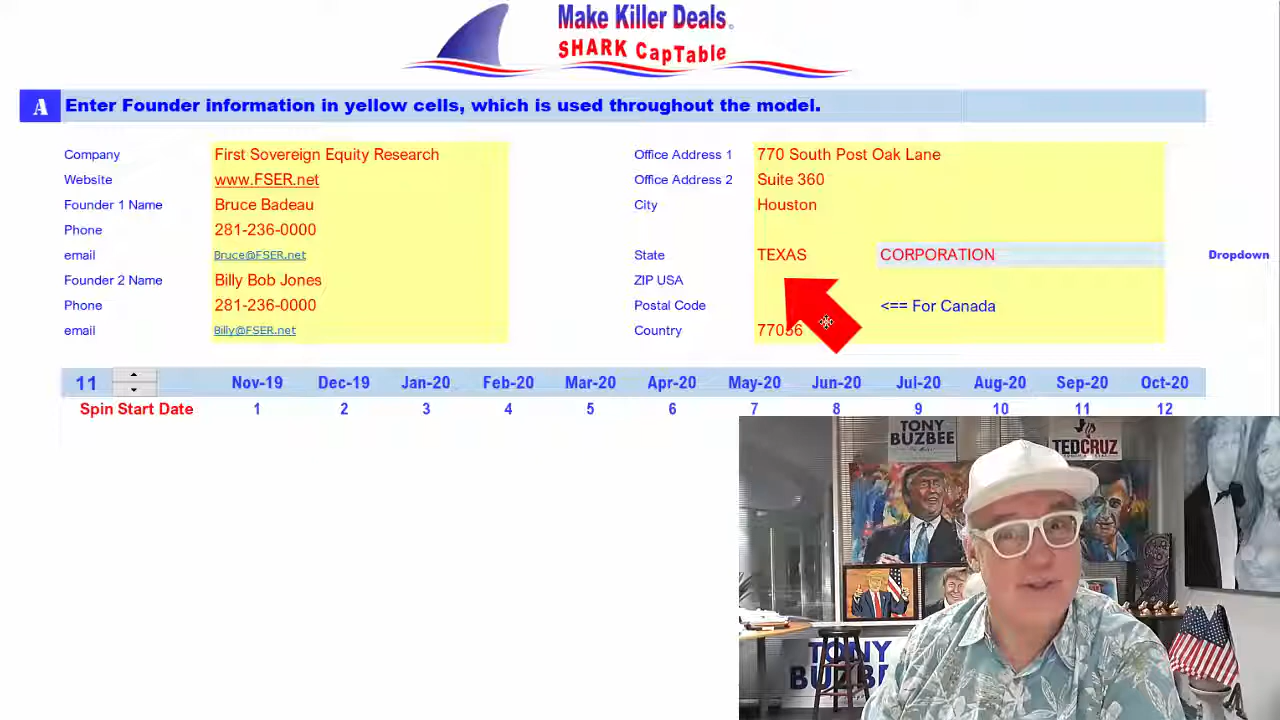 Make Killer Deals®
SHARK CapTable
A Enter Founder information in yellow cells, which is used throughout the model.
Company First Sovereign Equity Research Office Address 1 770 South Post Oak Lane
Website www.FSER.net Office Address 2 Suite 360
Founder 1 Name Bruce Badeau City Houston
Phone 281-236-0000
email Bruce@FSER.net State TEXAS CORPORATION Dropdown
Founder 2 Name Billy Bob Jones ZIP USA
Phone 281-236-0000 Postal Code <== For Canada
email Billy@FSER.net Country 77056
11 Nov-19 Dec-19 Jan-20 Feb-20 Mar-20 Apr-20 May-20 Jun-20 Jul-20 Aug-20 Sep-20 Oct-20
Spin Start Date 1 2 3 4 5 6 7 8 9 10 11 12
TONY
BUZBEE
TED CRUZ
TONY
BUZBEE